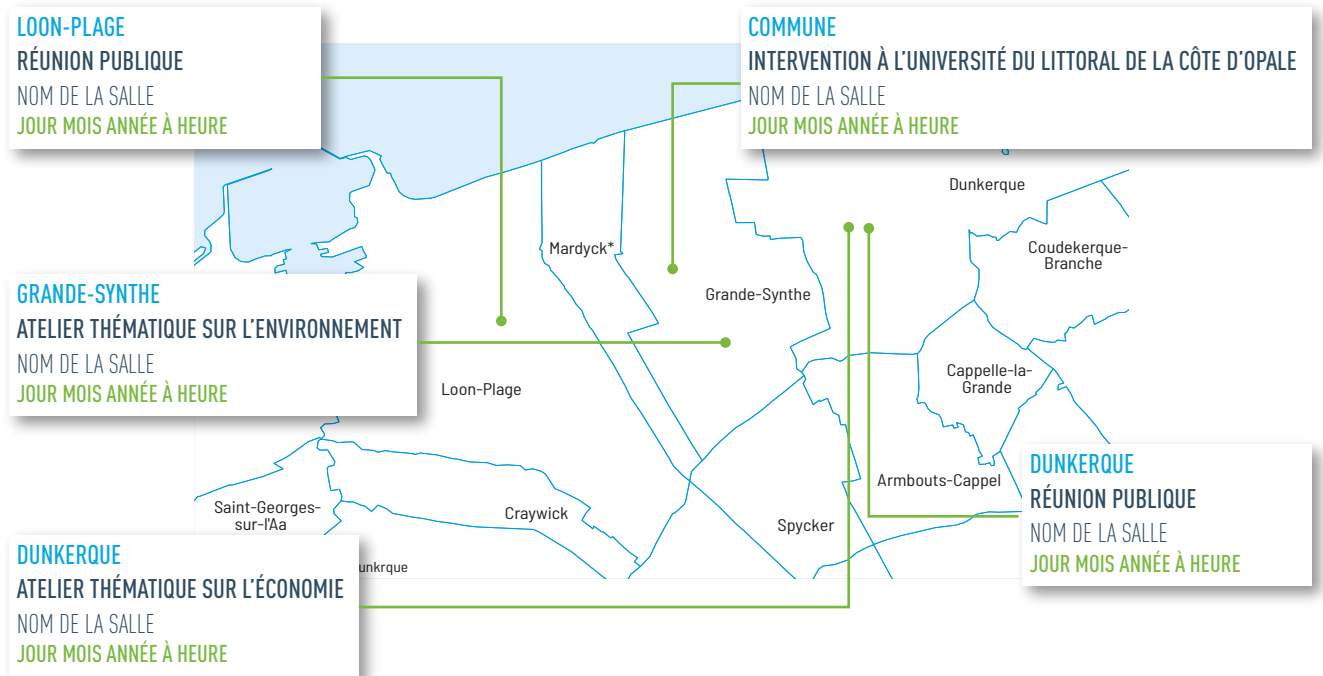 LOON-PLAGE
RÉUNION PUBLIQUE
NOM DE LA SALLE
JOUR MOIS ANNÉE À HEURE
COMMUNE
INTERVENTION À L'UNIVERSITÉ DU LITTORAL DE LA CÔTE D'OPALE
NOM DE LA SALLE
JOUR MOIS ANNÉE À HEURE
Dunkerque
Coudekerque-
Branche
Mardyck*
Grande-Synthe
GRANDE-SYNTHE
ATELIER THÉMATIQUE SUR L'ENVIRONNEMENT
NOM DE LA SALLE
JOUR MOIS ANNÉE À HEURE
Loon-Plage
Cappelle-la-
Grande
Armbouts-Cappel
Saint-Georges-
sur-l'Aa
Craywick
Spycker
DUNKERQUE
RÉUNION PUBLIQUE
NOM DE LA SALLE
JOUR MOIS ANNÉE À HEURE
unkrque
DUNKERQUE
ATELIER THÉMATIQUE SUR L'ÉCONOMIE
NOM DE LA SALLE
JOUR MOIS ANNÉE À HEURE